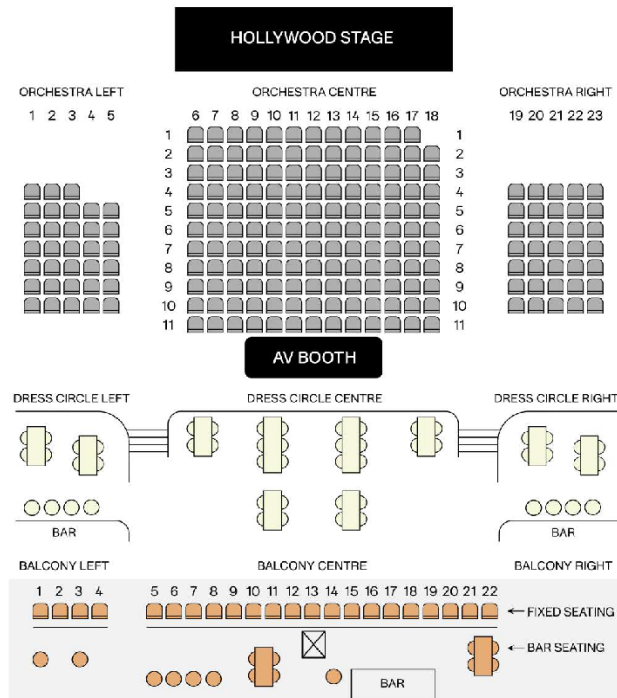 HOLLYWOOD STAGE
ORCHESTRA LEFT ORCHESTRA CENTRE ORCHESTRA RIGHT
1 2 3 4 5 6 7 8 9 10 11 12 13 14 15 16 17 18 19 20 21 22 23
1 1
2 2
3 3
4 4
5 5
6 6
7 7
8 8
9 9
10 10
11 11
AV BOOTH
DRESS CIRCLE LEFT DRESS CIRCLE CENTRE DRESS CIRCLE RIGHT
BAR BAR
BALCONY LEFT BALCONY CENTRE BALCONY RIGHT
1 2 3 4 5 6 7 8 9 10 11 12 13 14 15 16 17 18 19 20 21 22
FIXED SEATING
BAR SEATING
BAR